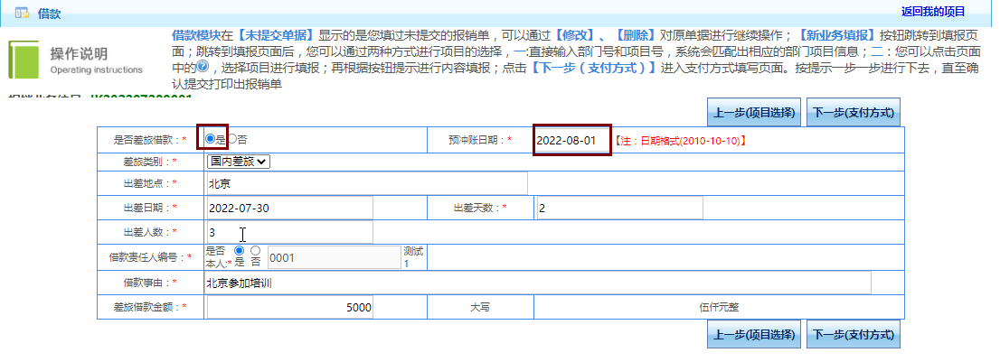 借款
返回我的项目
操作说明
Operating instructions
借款模块在【未提交单据】显示的是您填过未提交的报销单，可以通过【修改】、【删除】对原单据进行继续操作；【新业务填报】按钮跳转到填报页
面；跳转到填报页面后，您可以通过两种方式进行项目的选择，一:直接输入部门号和项目号，系统会匹配出相应的部门项目信息；二：您可以点击页面
中的?，选择项目进行填报；再根据按钮提示进行内容填报；点击【下一步（支付方式）】进入支付方式填写页面。按提示一步一步进行下去，直至确
认提交打印出报销单
上一步(项目选择) 下一步(支付方式)
是否差旅借款：* 是 否 预冲账日期：* 2022-08-01 【注：日期格式(2010-10-10)】
差旅类别：* 国内差旅
出差地点：* 北京
出差日期：* 2022-07-30 出差天数：* 2
出差人数：* 3
借款责任人编号：* 是否本人:* 是 否 0001 测试1
借款事由：* 北京参加培训
差旅借款金额：* 5000 大写 伍仟元整
上一步(项目选择) 下一步(支付方式)